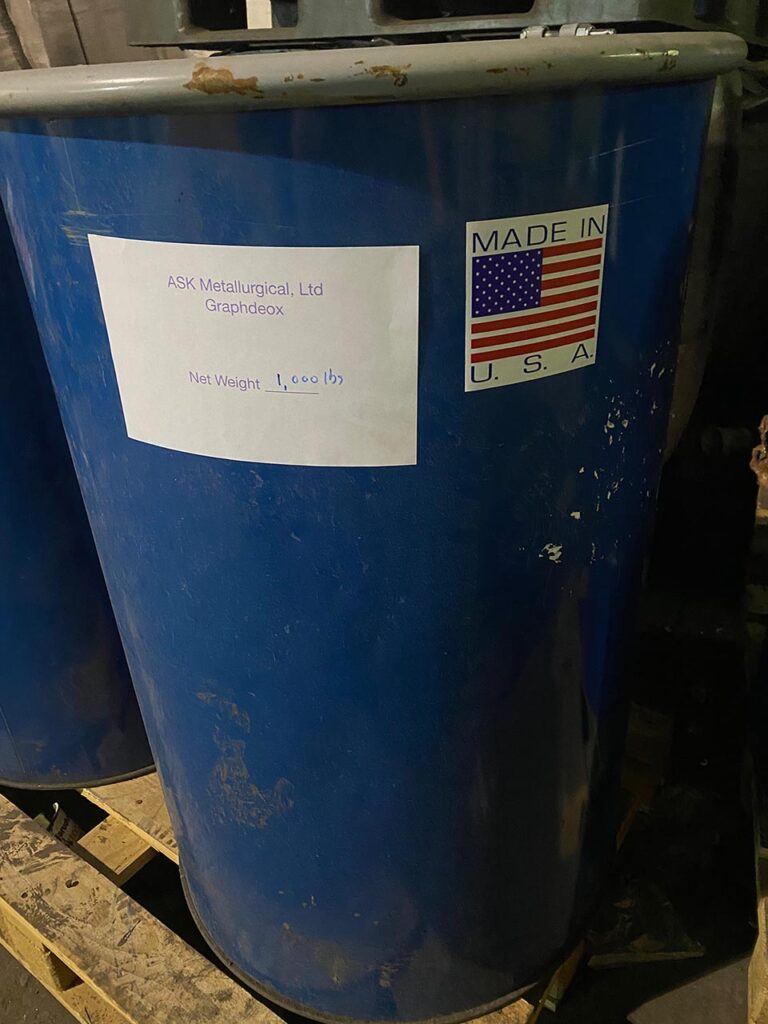 ASK Metallurgical, Ltd
Graphdeox
Net Weight 1,000 lbs
MADE IN
U. S. A.